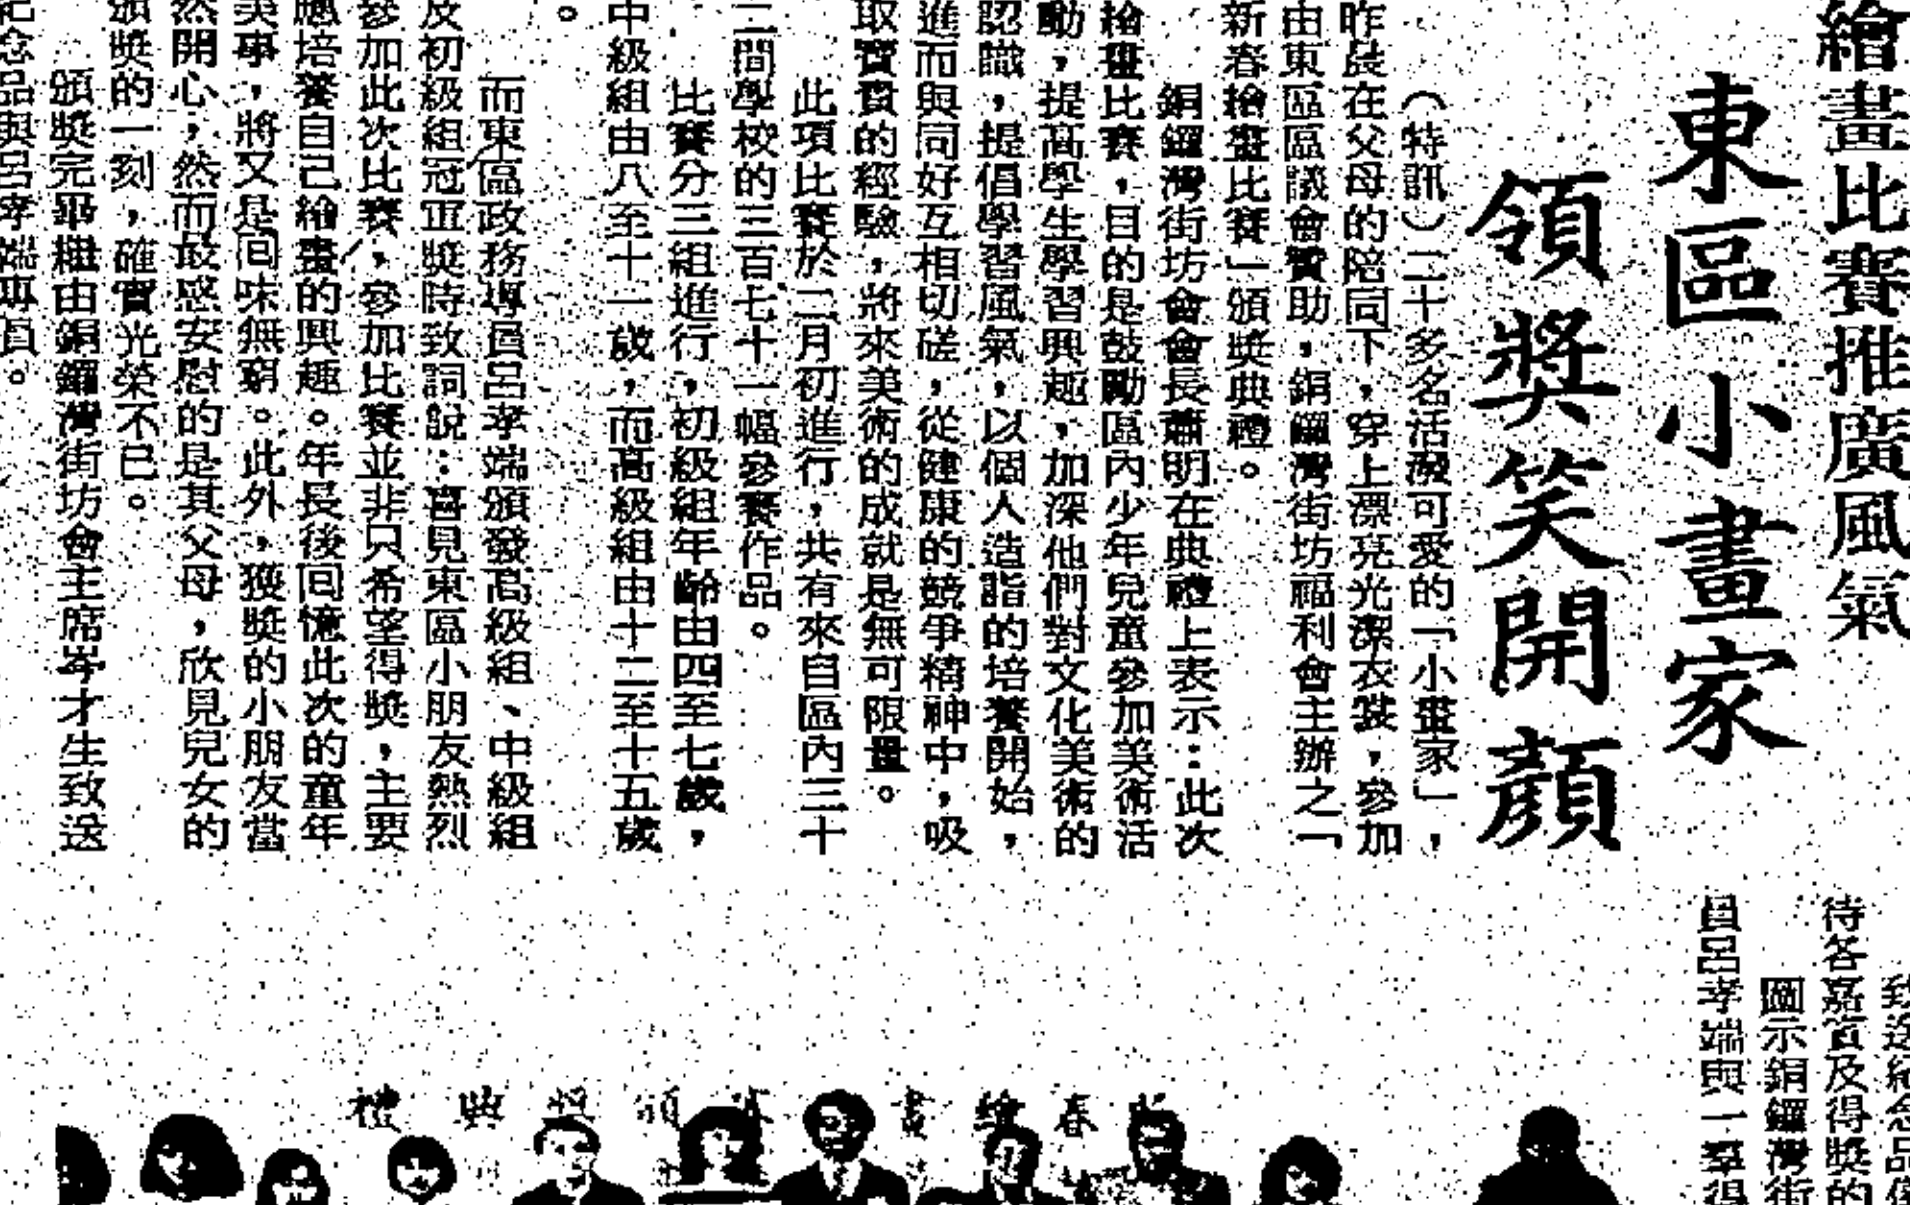 繪畫比賽推廣風氣
東區小畫家
領獎笑開顏
（特訊）二十多名活潑可愛的「小畫家」，
昨晨在父母的陪同下，穿上漂亮光潔衣裝，參加
由東區區議會贊助，銅鑼灣街坊福利會主辦之「
新春繪畫比賽」頒獎典禮。
銅鑼灣街坊會會長蕭明在典禮上表示：此次
繪畫比賽，目的是鼓勵區內少年兒童參加美術活
動，提高學生學習興趣，加深他們對文化美術的
認識，提倡學習風氣，以個人造詣的培養開始，
進而與同好互相切磋，從健康的競爭精神中，吸
取寶貴的經驗，將來美術的成就是無可限量。
此項比賽於二月初進行，共有來自區內三十
二間學校的三百七十一幅參賽作品。
比賽分三組進行，初級組年齡由四至七歲，
中級組由八至十一歲，而高級組由十二至十五歲
。
而東區政務專員呂孝端頒發高級組、中級組
及初級組冠軍獎時致詞說：喜見東區小朋友熱烈
參加此次比賽，參加比賽並非只希望得獎，主要
應培養自己繪畫的興趣。年長後回憶此次的童年
美事，將又是回味無窮。此外，獲獎的小朋友當
然開心，然而最感安慰的是其父母，欣見兒女的
頒獎的一刻，確實光榮不已。
頒獎完畢繼由銅鑼灣街坊會主席岑才生致送
紀念品與呂孝端專員。
致送紀念品
待各嘉賓及得獎的
圖示銅鑼灣街
員呂孝端與一羣得
春繪畫頒典禮